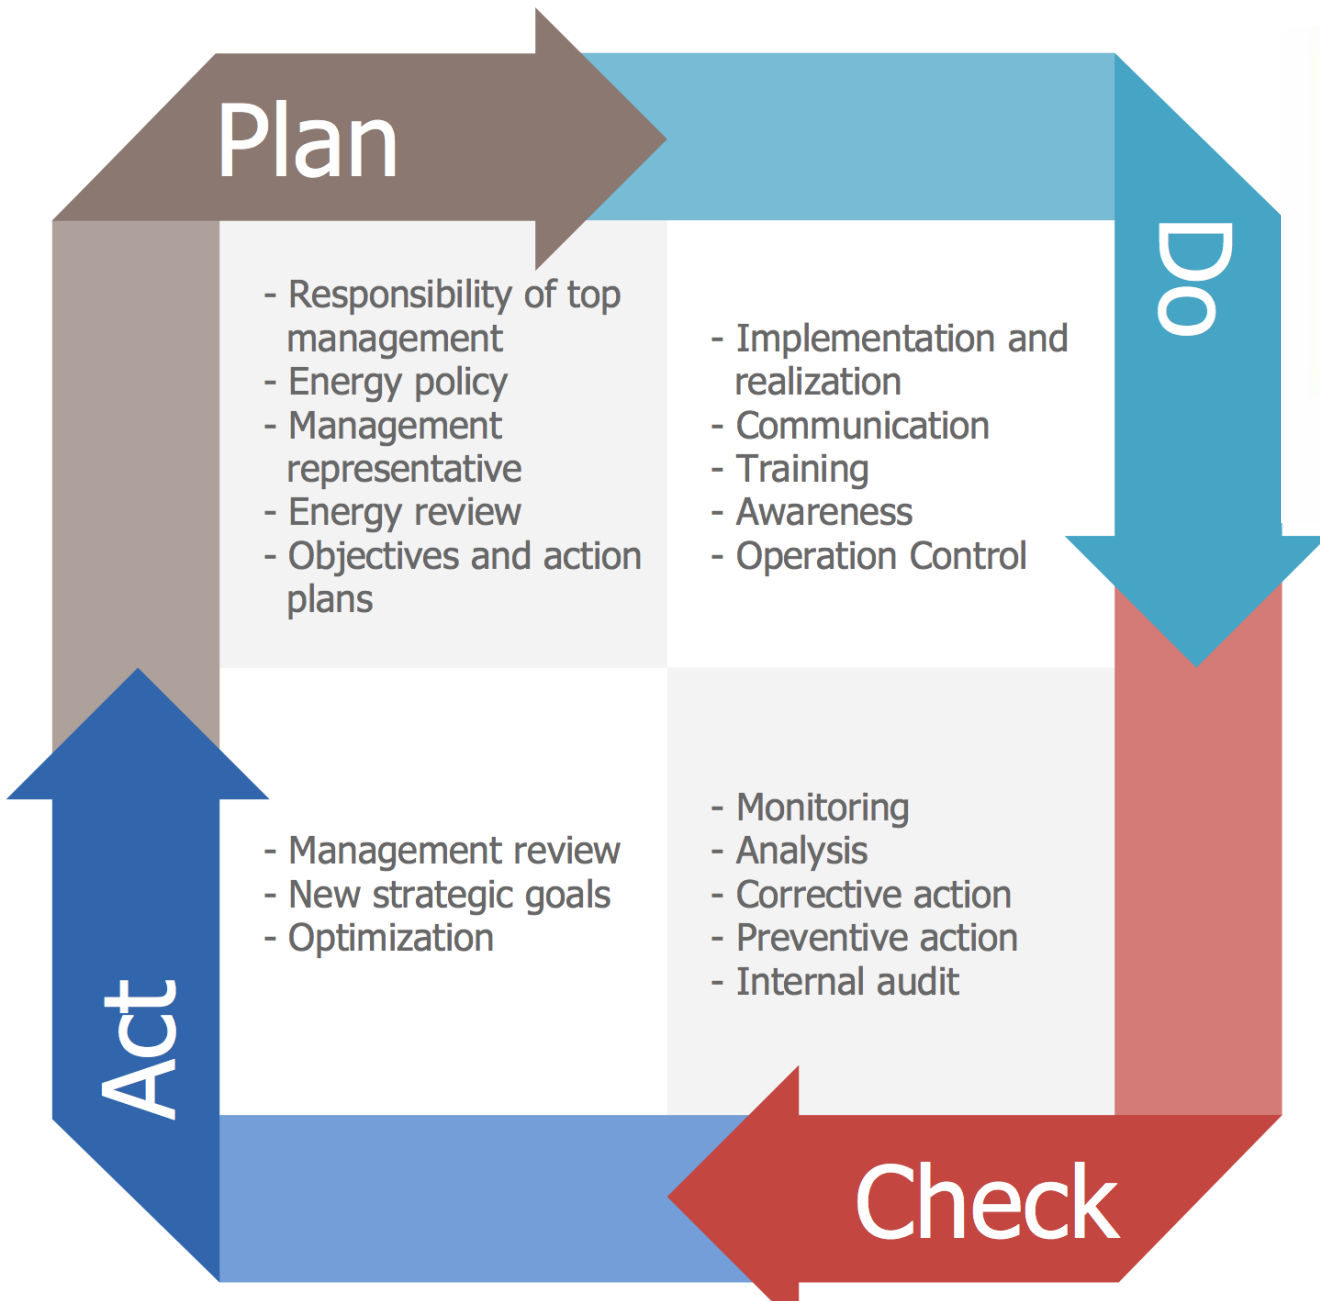 Plan
Do
- Responsibility of top
management
- Energy policy
- Management
representative
- Energy review
- Objectives and action
plans
- Implementation and
realization
- Communication
- Training
- Awareness
- Operation Control
- Management review
- New strategic goals
- Optimization
- Monitoring
- Analysis
- Corrective action
- Preventive action
- Internal audit
Act
Check